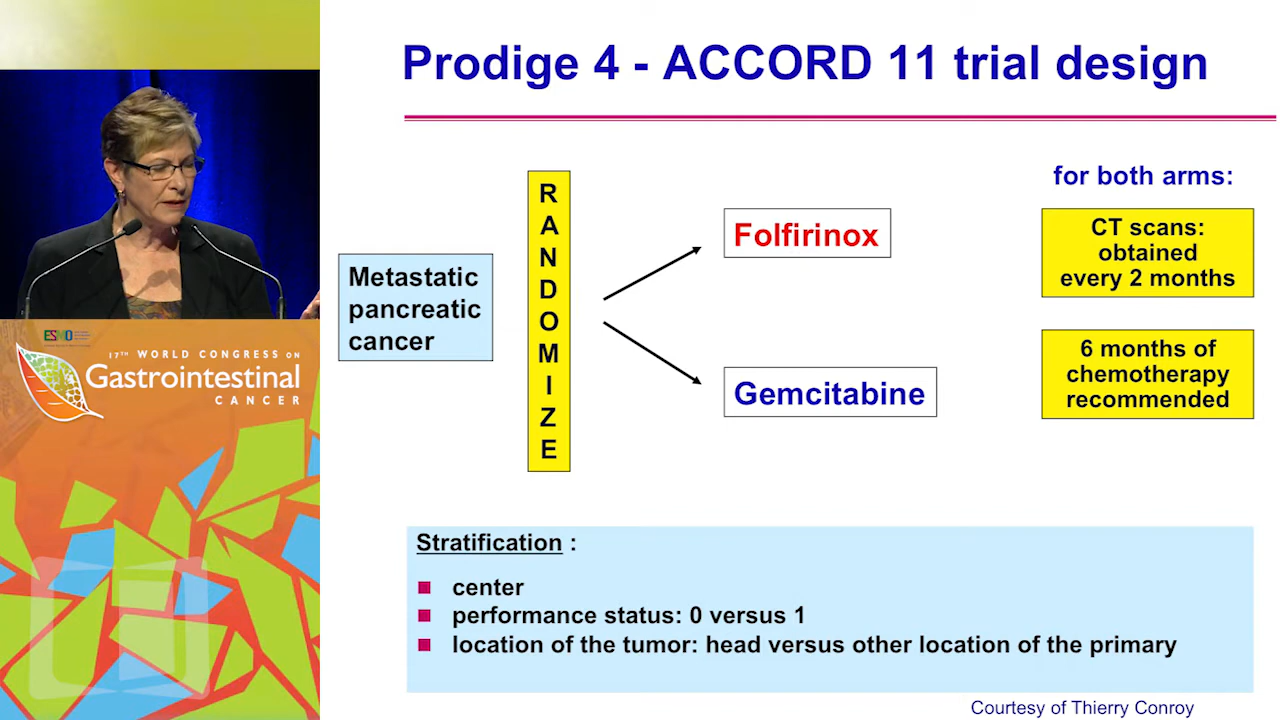 Prodige 4 - ACCORD 11 trial design
Metastatic
pancreatic
cancer
R
A
N
D
O
M
I
Z
E
Folfirinox
Gemcitabine
for both arms:
CT scans:
obtained
every 2 months
6 months of
chemotherapy
recommended
Stratification :
center
performance status: 0 versus 1
location of the tumor: head versus other location of the primary
Courtesy of Thierry Conroy
ESMO
17TH WORLD CONGRESS ON
Gastrointestinal
CANCER